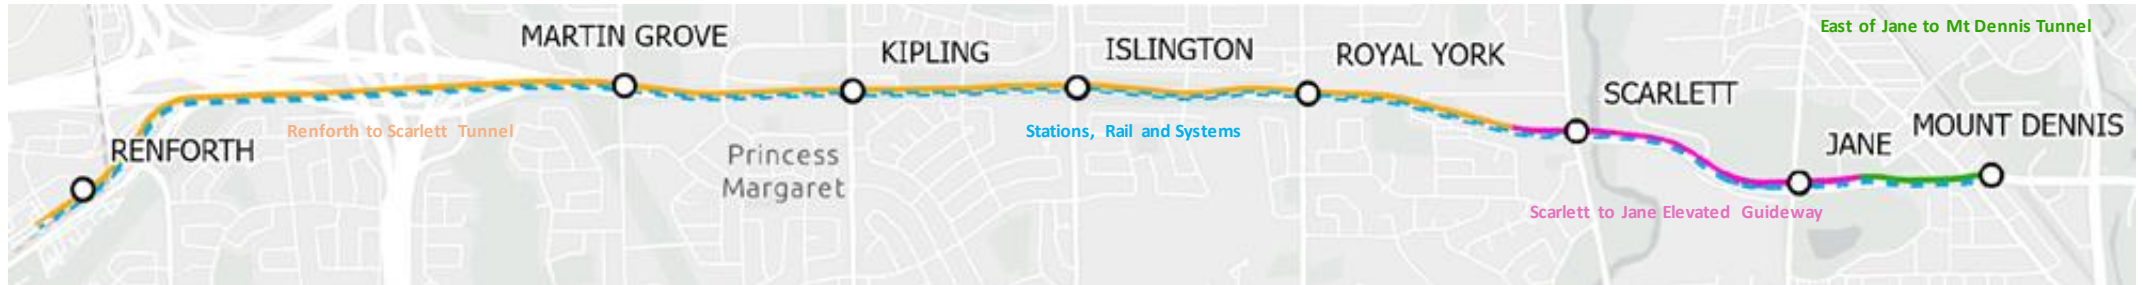 East of Jane to Mt Dennis Tunnel
MARTIN GROVE
KIPLING
ISLINGTON
ROYAL YORK
SCARLETT
MOUNT DENNIS
Renforth to Scarlett Tunnel
Stations, Rail and Systems
JANE
RENFORTH
Princess
Margaret
Scarlett to Jane Elevated Guideway